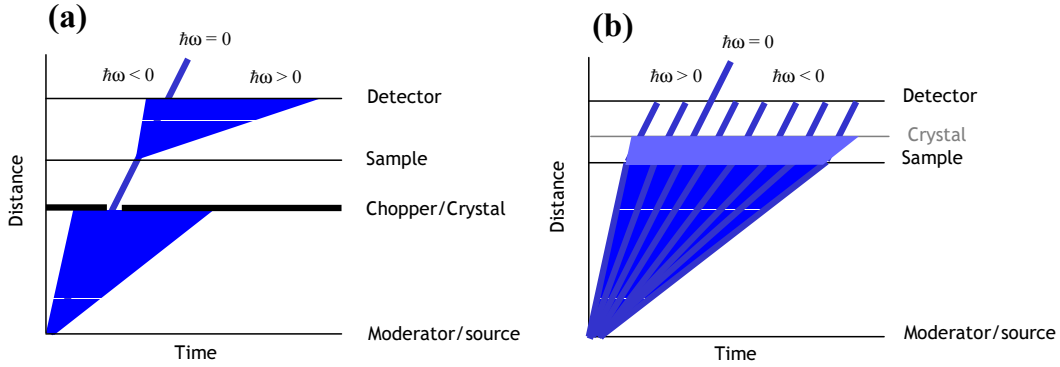 (a)
ħω = 0
ħω < 0
ħω > 0
Detector
Sample
Chopper/Crystal
Moderator/source
Distance
Time
(b)
ħω = 0
ħω > 0
ħω < 0
Detector
Crystal
Sample
Moderator/source
Distance
Time